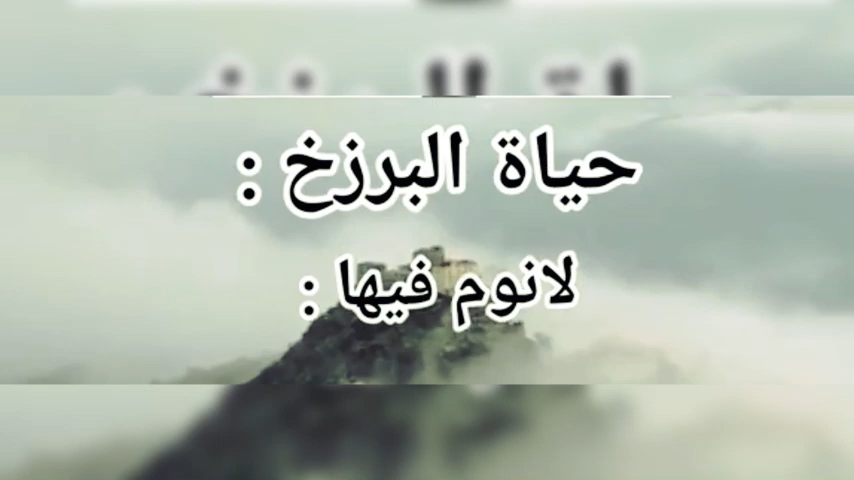 حياة البرزخ :
لانوم فيها :